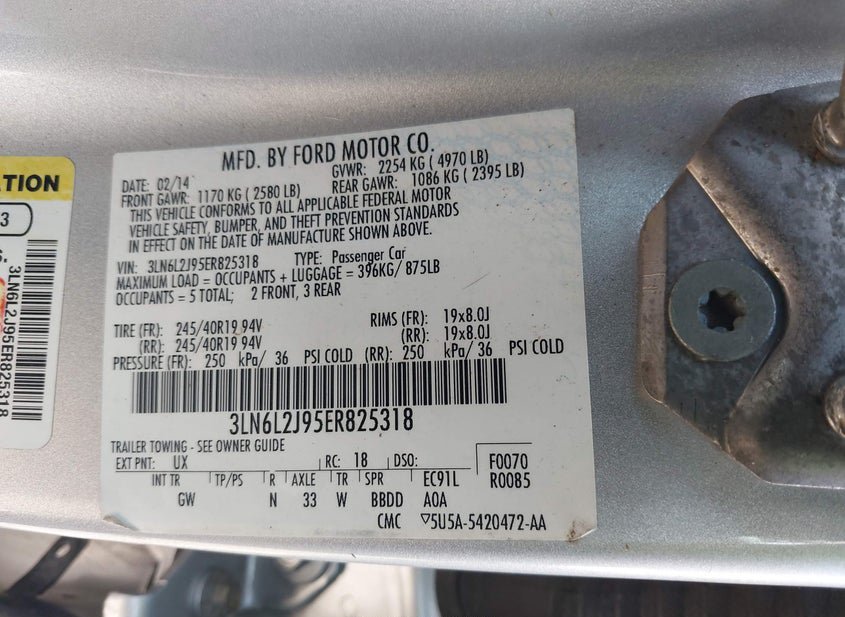 MFD. BY FORD MOTOR CO.
DATE: 02/14 GVWR: 2254 KG ( 4970 LB)
FRONT GAWR: 1170 KG ( 2580 LB) REAR GAWR: 1086 KG ( 2395 LB)
THIS VEHICLE CONFORMS TO ALL APPLICABLE FEDERAL MOTOR
VEHICLE SAFETY, BUMPER, AND THEFT PREVENTION STANDARDS
IN EFFECT ON THE DATE OF MANUFACTURE SHOWN ABOVE.
VIN: 3LN6L2J95ER825318 TYPE: Passenger Car
MAXIMUM LOAD = OCCUPANTS + LUGGAGE = 396KG/ 875LB
OCCUPANTS = 5 TOTAL; 2 FRONT, 3 REAR
TIRE (FR): 245/40R19 94V RIMS (FR): 19x8.0J
(RR): 245/40R19 94V (RR): 19x8.0J
PRESSURE (FR): 250 kPa/ 36 PSI COLD (RR): 250 kPa/ 36 PSI COLD
3LN6L2J95ER825318
TRAILER TOWING - SEE OWNER GUIDE
EXT PNT: UX RC: 18 DSO: F0070
INT TR TP/PS R AXLE TR SPR EC91L R0085
GW N 33 W BBDD A0A
CMC ▽5U5A-5420472-AA
ATION
3
3LN6L2J95ER825318